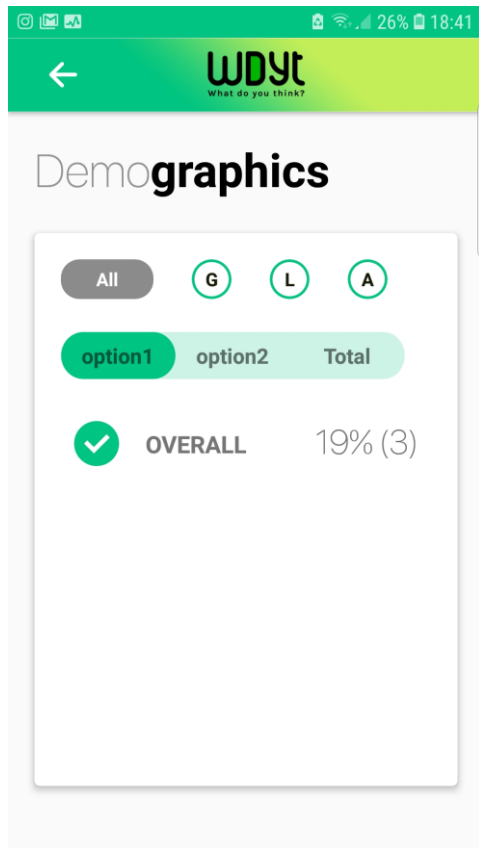 26% 18:41
WDYt
What do you think?
Demographics
All G L A
option1 option2 Total
OVERALL 19% (3)